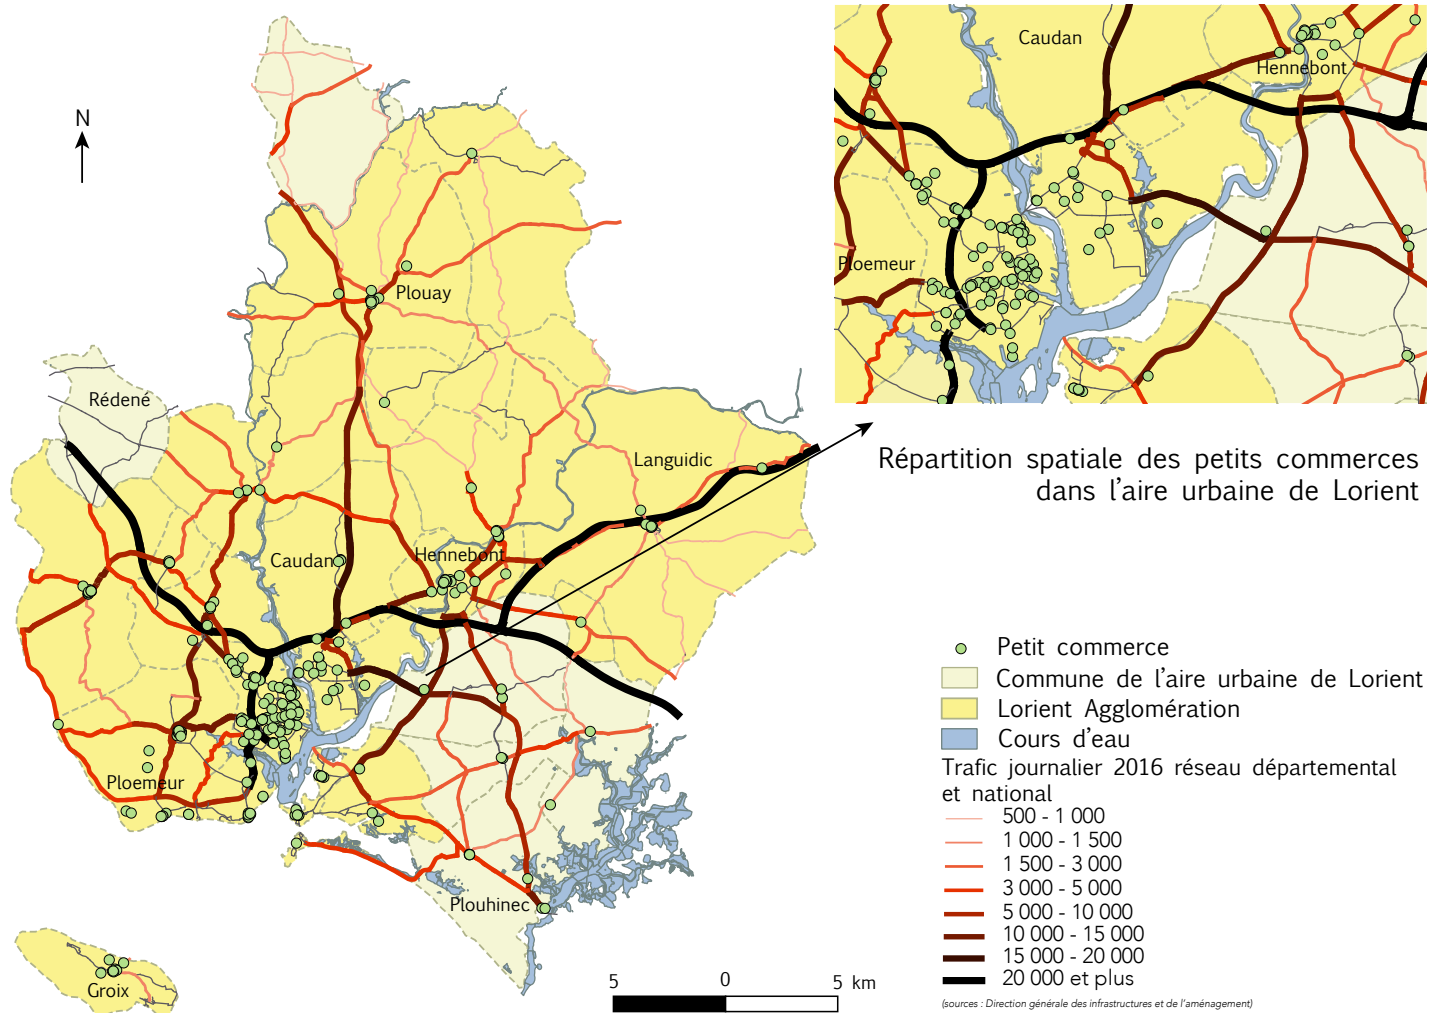 N
Caudan
Hennebont
Ploemeur
Plouay
Rédené
Languidic
Caudan
Hennebont
Ploemeur
Plouhinec
Groix
Répartition spatiale des petits commerces
dans l'aire urbaine de Lorient
Petit commerce
Commune de l'aire urbaine de Lorient
Lorient Agglomération
Cours d'eau
Trafic journalier 2016 réseau départemental
et national
500 - 1 000
1 000 - 1 500
1 500 - 3 000
3 000 - 5 000
5 000 - 10 000
10 000 - 15 000
15 000 - 20 000
20 000 et plus
(sources : Direction générale des infrastructures et de l'aménagement)
5 0 5 km